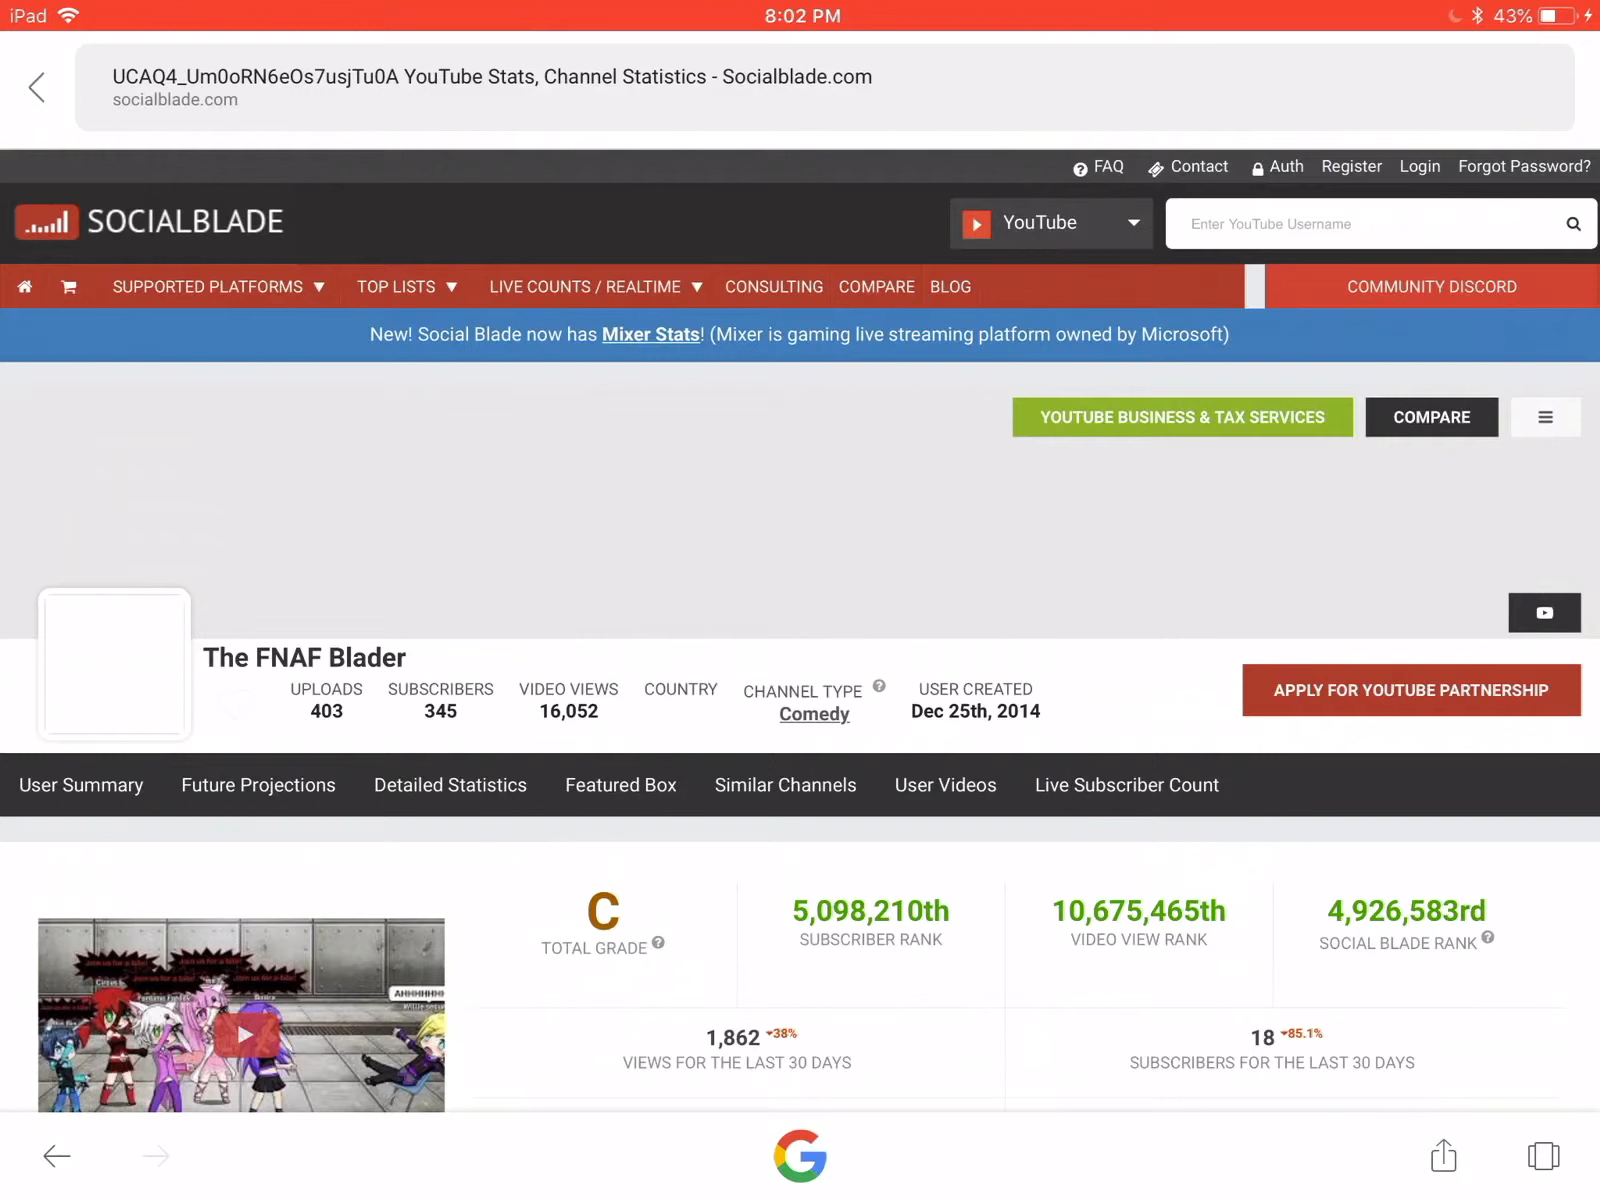 iPad 8:02 PM 43%
UCAQ4_Um0oRN6eOs7usjTu0A YouTube Stats, Channel Statistics - Socialblade.com
socialblade.com
FAQ Contact Auth Register Login Forgot Password?
SOCIALBLADE YouTube Enter YouTube Username
SUPPORTED PLATFORMS TOP LISTS LIVE COUNTS / REALTIME CONSULTING COMPARE BLOG COMMUNITY DISCORD
New! Social Blade now has Mixer Stats! (Mixer is gaming live streaming platform owned by Microsoft)
YOUTUBE BUSINESS & TAX SERVICES COMPARE
The FNAF Blader
UPLOADS SUBSCRIBERS VIDEO VIEWS COUNTRY CHANNEL TYPE USER CREATED
403 345 16,052 Comedy Dec 25th, 2014
APPLY FOR YOUTUBE PARTNERSHIP
User Summary Future Projections Detailed Statistics Featured Box Similar Channels User Videos Live Subscriber Count
C 5,098,210th 10,675,465th 4,926,583rd
TOTAL GRADE SUBSCRIBER RANK VIDEO VIEW RANK SOCIAL BLADE RANK
1,862 38% 18 85.1%
VIEWS FOR THE LAST 30 DAYS SUBSCRIBERS FOR THE LAST 30 DAYS